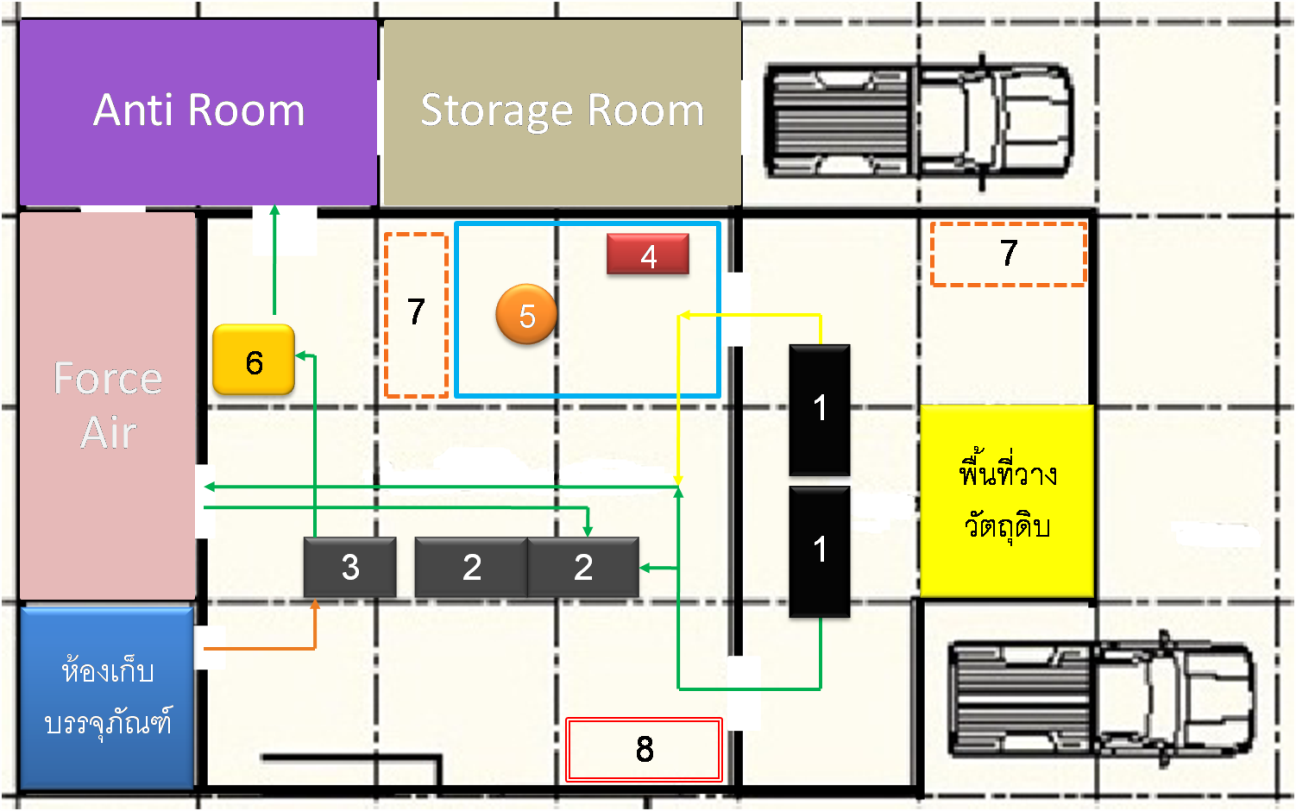 Anti Room
Storage Room
7
4
7
5
6
Force
Air
1
พื้นที่วาง
วัตถุดิบ
1
3
2
2
ห้องเก็บ
บรรจุภัณฑ์
8